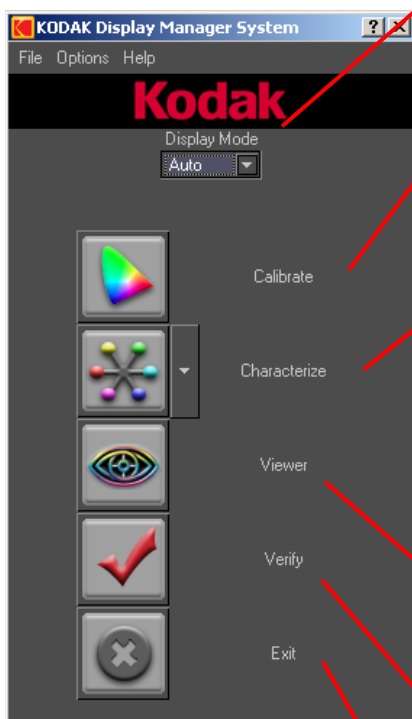 KODAK Display Manager System
File Options Help
Kodak
Display Mode
Auto
Calibrate
Characterize
Viewer
Verify
Exit